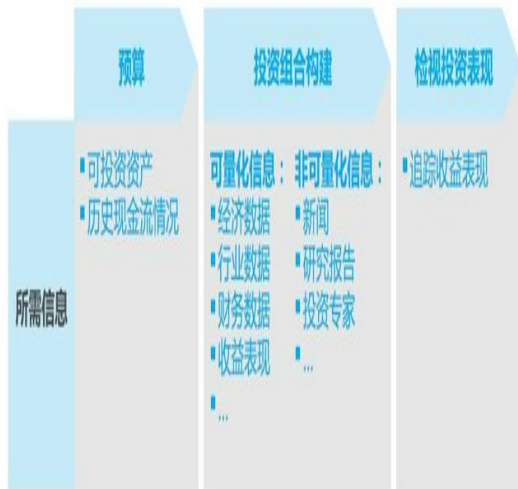 预算
投资组合构建
检视投资表现
所需信息
▪可投资资产
▪历史现金流情况
可量化信息：
▪经济数据
▪行业数据
▪财务数据
▪收益表现
▪...
非可量化信息：
▪新闻
▪研究报告
▪投资专家
▪...
▪追踪收益表现